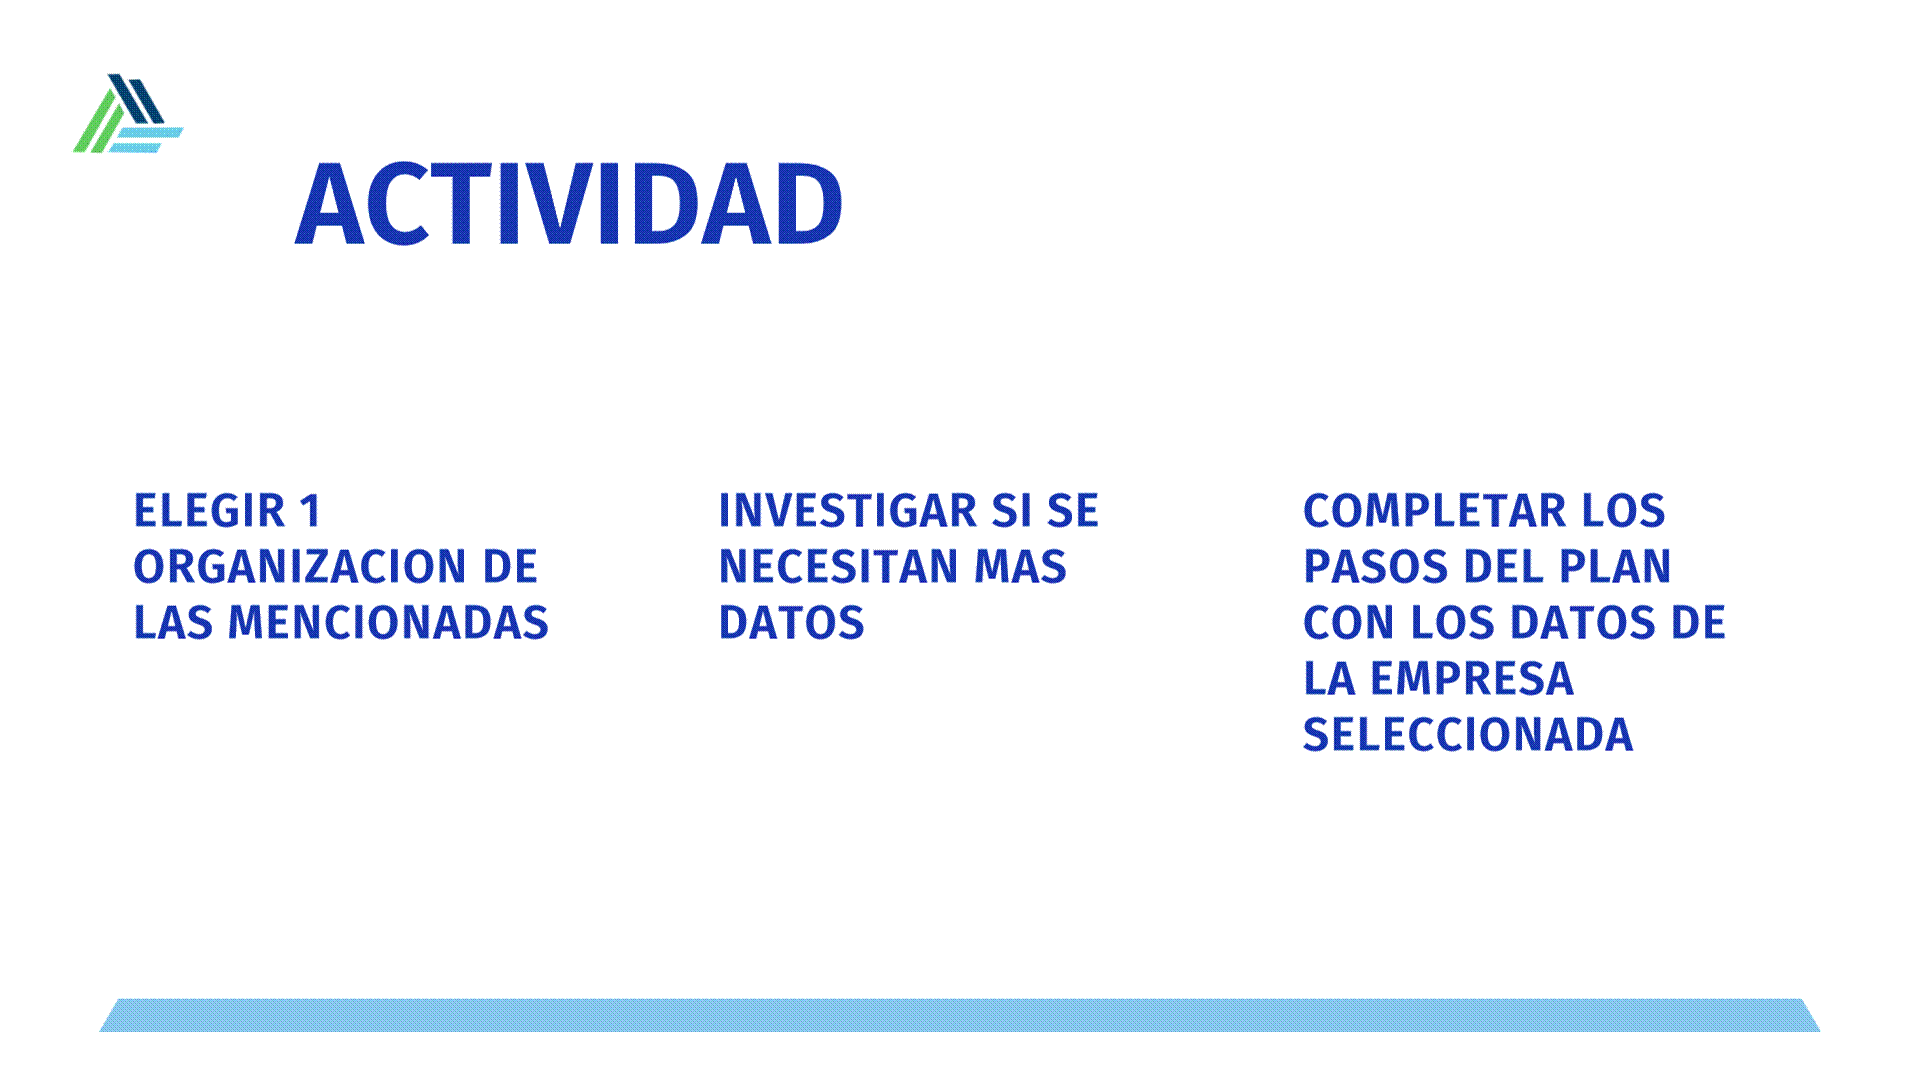 ACTIVIDAD
ELEGIR 1
ORGANIZACION DE
LAS MENCIONADAS
INVESTIGAR SI SE
NECESITAN MAS
DATOS
COMPLETAR LOS
PASOS DEL PLAN
CON LOS DATOS DE
LA EMPRESA
SELECCIONADA